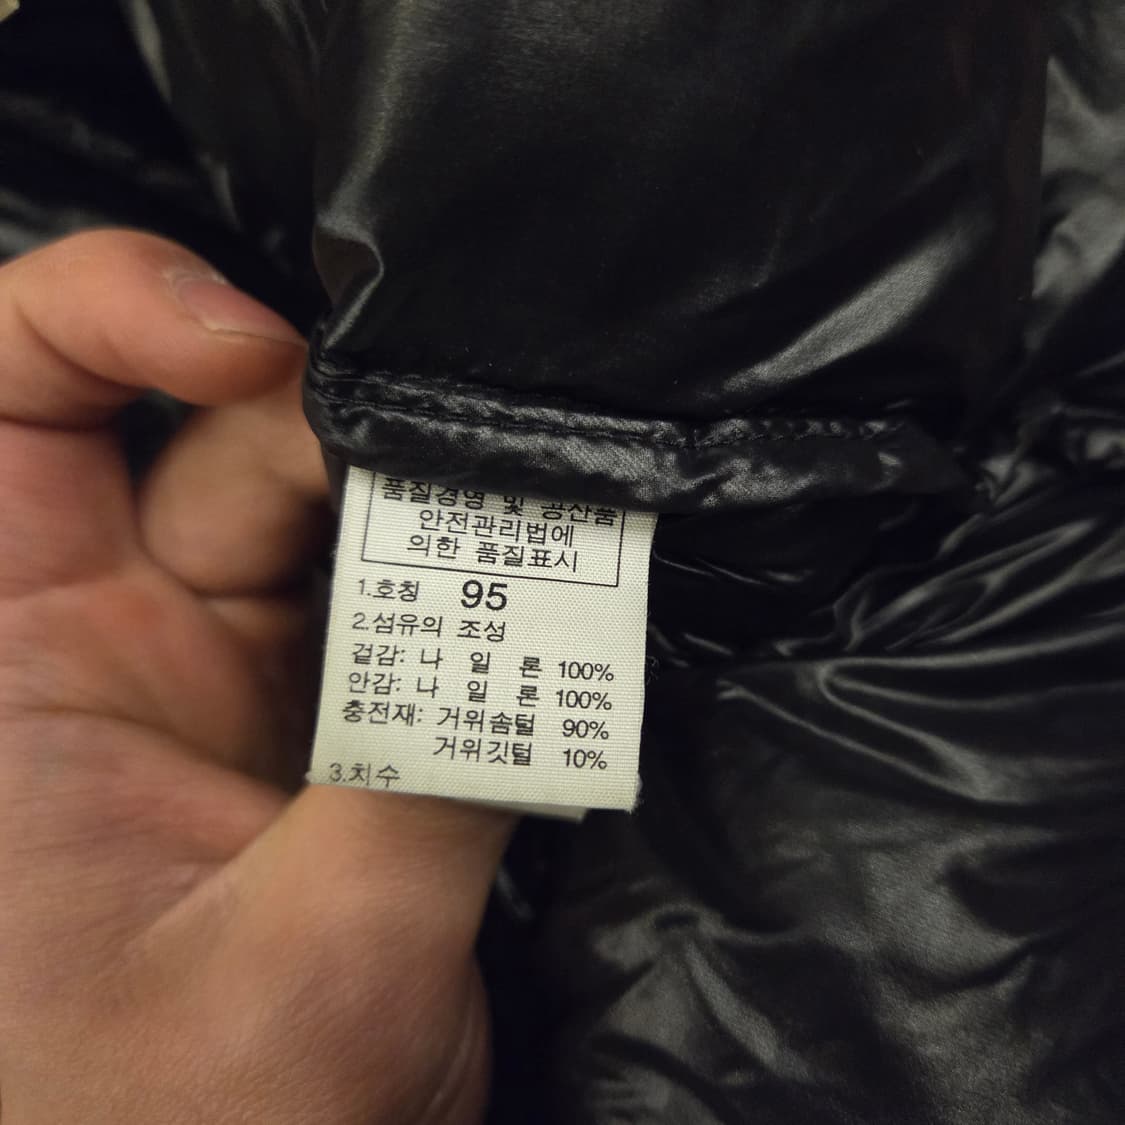 품질경영 및 공산품
안전관리법에
의한 품질표시
1.호칭 95
2.섬유의 조성
겉감: 나 일 론 100%
안감: 나 일 론 100%
충전재: 거위솜털 90%
거위깃털 10%
3.치수